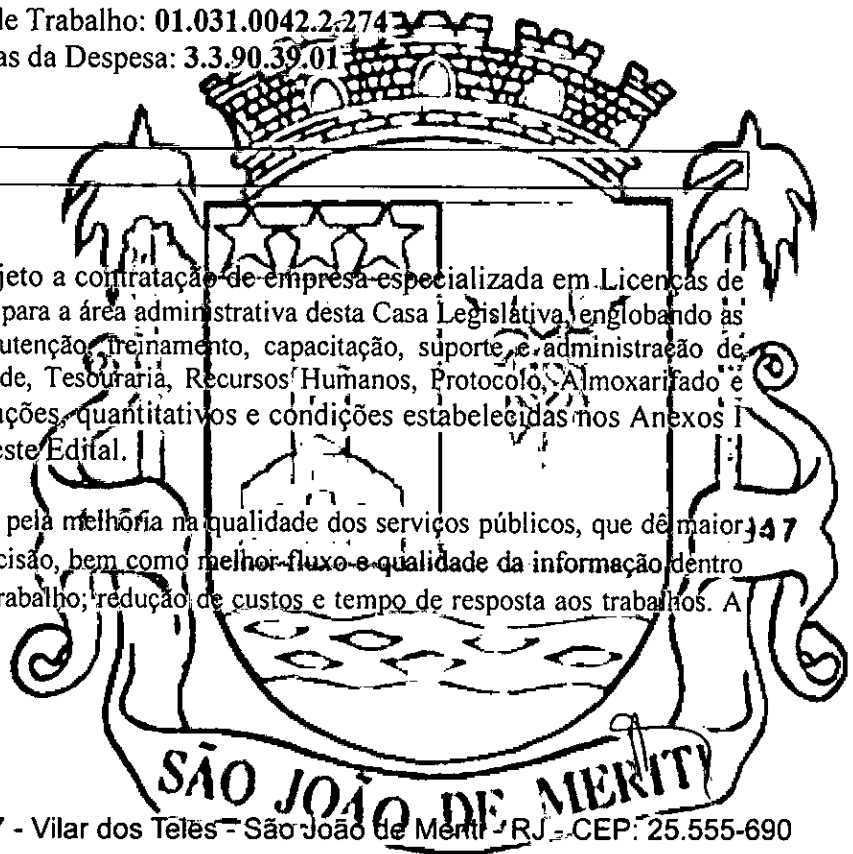 de Trabalho: 01.031.0042.2.274
as da Despesa: 3.3.90.39.01
jeto a contratação de empresa especializada em Licenças de
para a área administrativa desta Casa Legislativa, englobando as
utenção, treinamento, capacitação, suporte e administração de
de, Tesouraria, Recursos Humanos, Protocolo, Almoxarifado e
ações, quantitativos e condições estabelecidas nos Anexos I
este Edital.
pela melhoria na qualidade dos serviços públicos, que dê maior
cisão, bem como melhor fluxo e qualidade da informação dentro
rabalho; redução de custos e tempo de resposta aos trabalhos. A
SÃO JOÃO DE MERITI
7 - Vilar dos Teles - São João de Meriti - RJ - CEP: 25.555-690